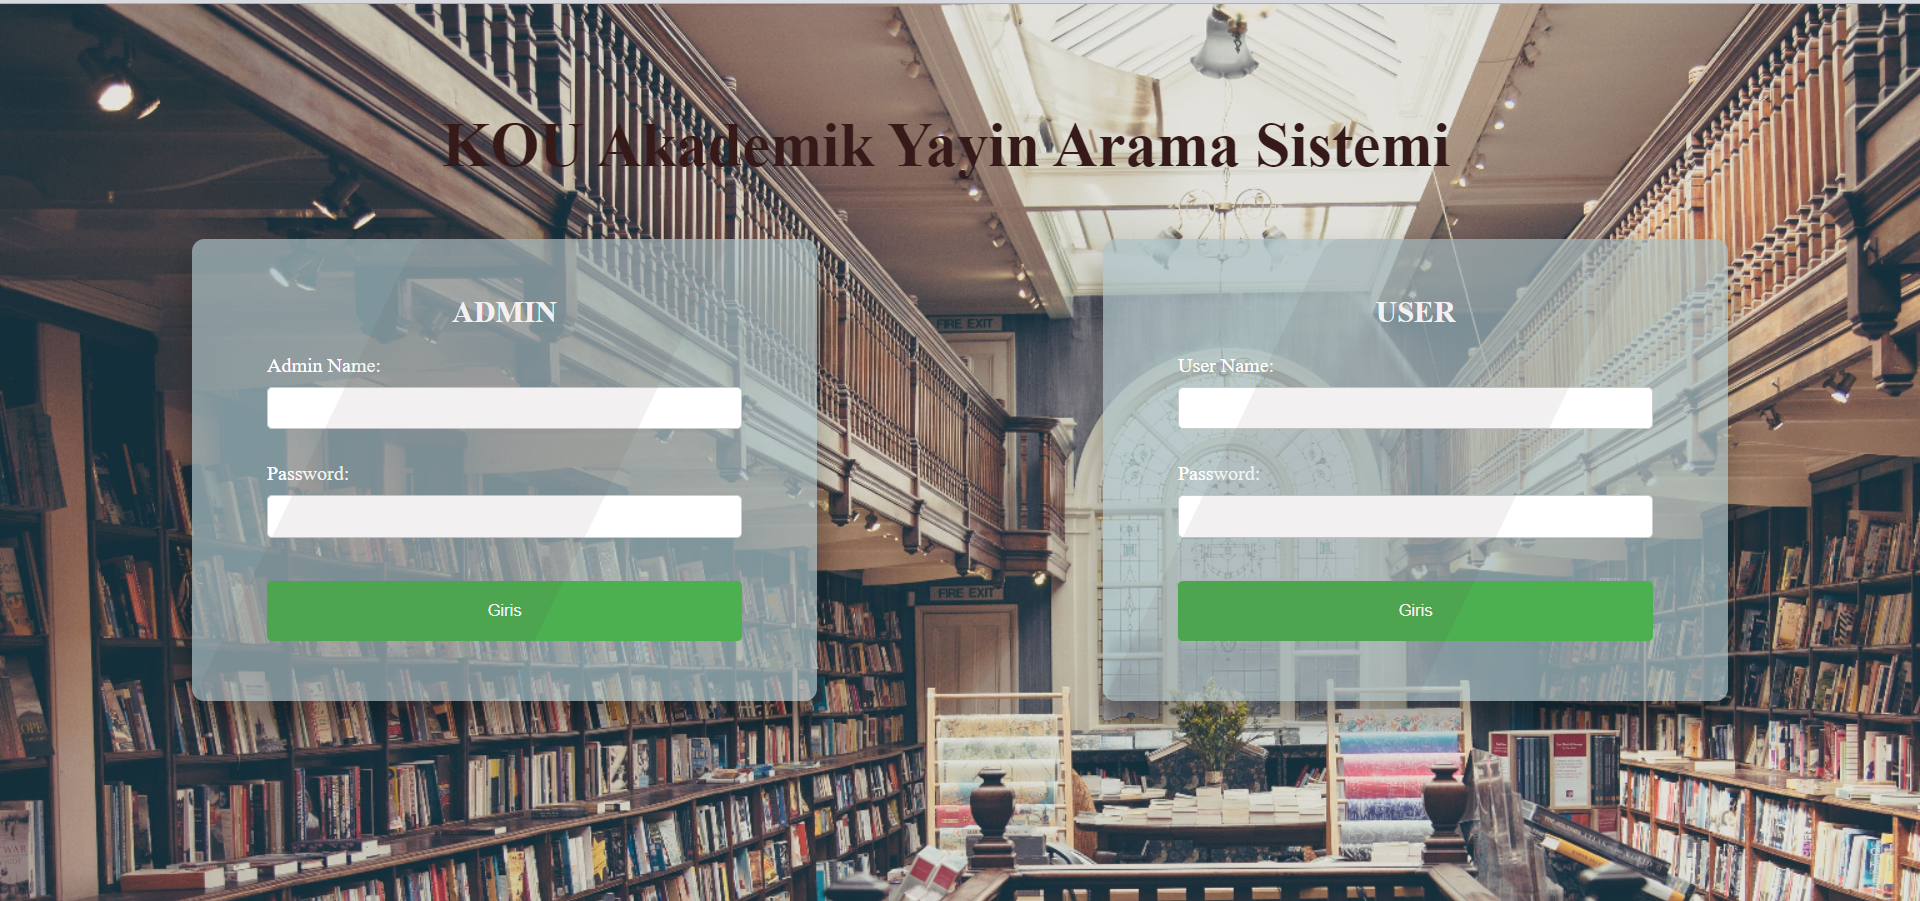 KOU Akademik Yayin Arama Sistemi
ADMIN
Admin Name:
Password:
Giris
USER
User Name:
Password:
Giris
FIRE EXIT
FIRE EXIT